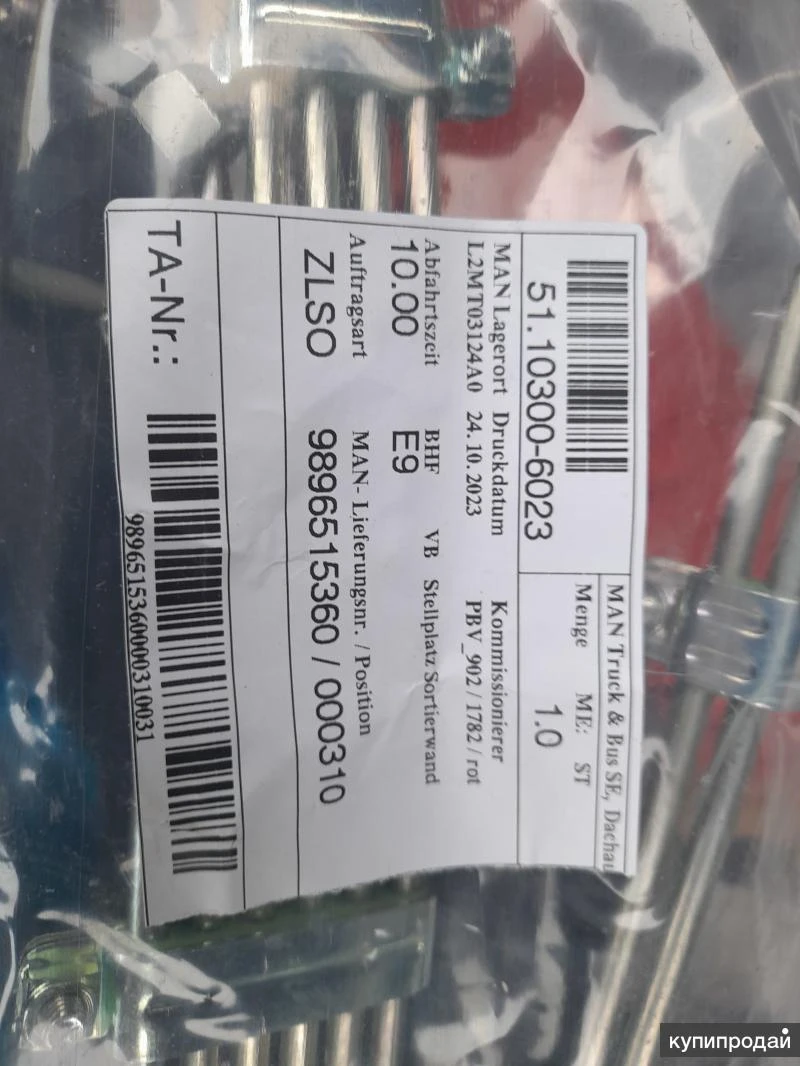 MAN Truck & Bus SE, Dachau
51.10300-6023
Menge ME: ST
1.0
MAN Lagerort Druckdatum Kommissionierer
L2MT03124A0 24.10.2023 PBV_902 / 1782 / rot
Abfahrtszeit BHF VB Stellplatz Sortierwand
10.00 E9
Auftragsart MAN- Lieferungsnr. / Position
ZLSO 9896515360 / 000310
TA-Nr.:
9896515360000310031
купипродай